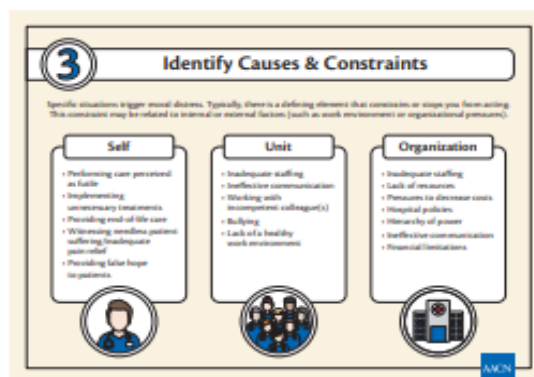 3
Identify Causes & Constraints
Specific situations trigger moral distress. Typically, there is a defining element that constrains or stops you from acting.
This constraint may be related to internal or external factors (such as work environment or organizational pressures).
Self
• Performing care perceived
as futile
• Implementing
unnecessary treatments
• Providing end-of-life care
• Witnessing needless patient
suffering/inadequate
pain relief
• Providing false hope
to patients
Unit
• Inadequate staffing
• Ineffective communication
• Working with
incompetent colleague(s)
• Bullying
• Lack of a healthy
work environment
Organization
• Inadequate staffing
• Lack of resources
• Pressures to decrease costs
• Hospital policies
• Hierarchy of power
• Ineffective communication
• Financial limitations
AACN